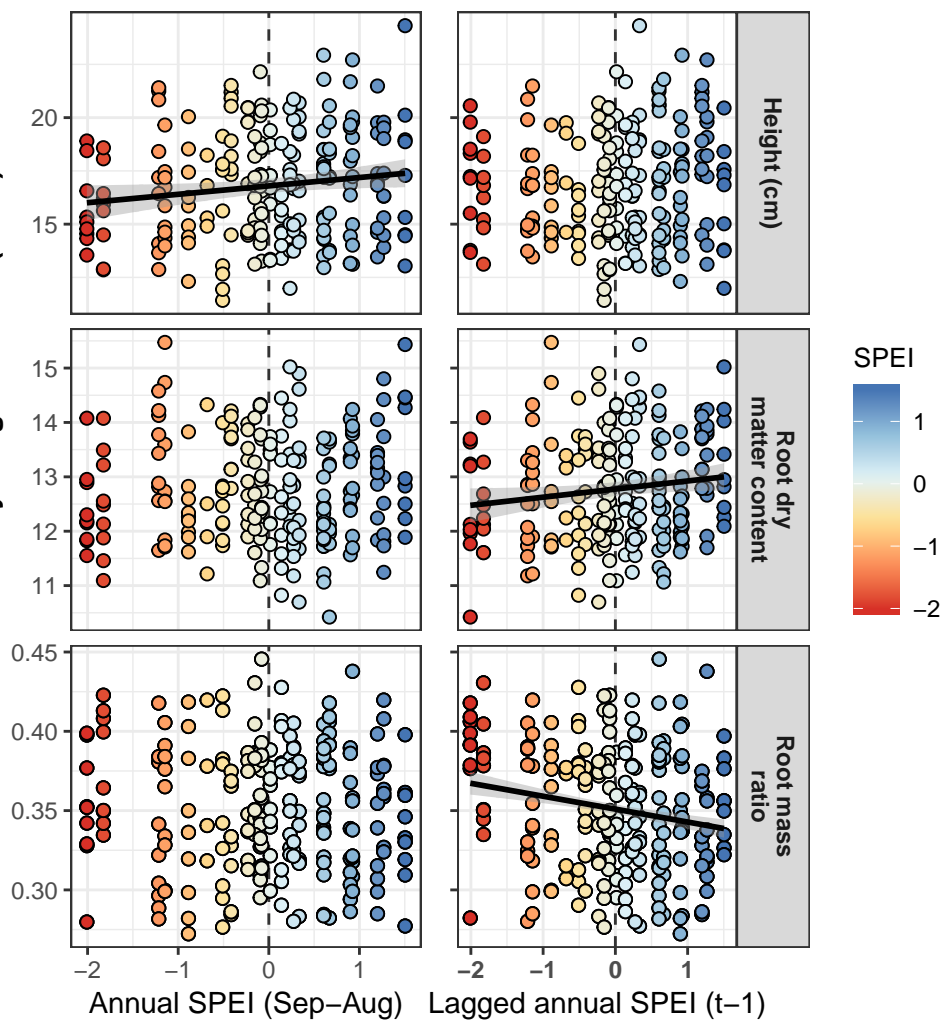 20
15
Height (cm)
15
14
13
12
11
Root dry
matter content
0.45
0.40
0.35
0.30
Root mass
ratio
−2 −1 0 1
−2 −1 0 1
Annual SPEI (Sep−Aug) Lagged annual SPEI (t−1)
SPEI
1
0
−1
−2